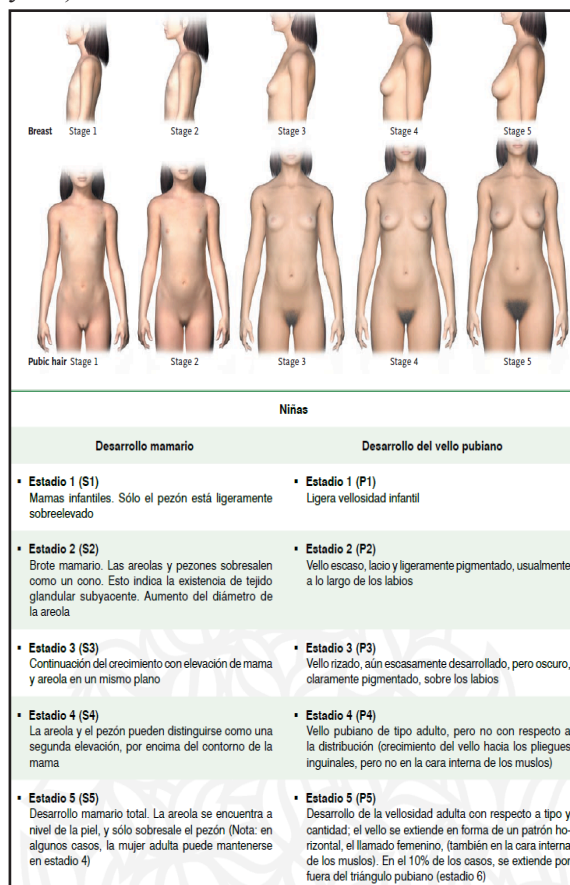 Breast Stage 1 Stage 2 Stage 3 Stage 4 Stage 5
Pubic hair Stage 1 Stage 2 Stage 3 Stage 4 Stage 5
Niñas
Desarrollo mamario
▪ Estadio 1 (S1)
Mamas infantiles. Sólo el pezón está ligeramente
sobreelevado
▪ Estadio 2 (S2)
Brote mamario. Las areolas y pezones sobresalen
como un cono. Esto indica la existencia de tejido
glandular subyacente. Aumento del diámetro de
la areola
▪ Estadio 3 (S3)
Continuación del crecimiento con elevación de mama
y areola en un mismo plano
▪ Estadio 4 (S4)
La areola y el pezón pueden distinguirse como una
segunda elevación, por encima del contorno de la
mama
▪ Estadio 5 (S5)
Desarrollo mamario total. La areola se encuentra a
nivel de la piel, y sólo sobresale el pezón (Nota: en
algunos casos, la mujer adulta puede mantenerse
en estadio 4)
Desarrollo del vello pubiano
▪ Estadio 1 (P1)
Ligera vellosidad infantil
▪ Estadio 2 (P2)
Vello escaso, lacio y ligeramente pigmentado, usualmente
a lo largo de los labios
▪ Estadio 3 (P3)
Vello rizado, aún escasamente desarrollado, pero oscuro,
claramente pigmentado, sobre los labios
▪ Estadio 4 (P4)
Vello pubiano de tipo adulto, pero no con respecto a
la distribución (crecimiento del vello hacia los pliegues
inguinales, pero no en la cara interna de los muslos)
▪ Estadio 5 (P5)
Desarrollo de la vellosidad adulta con respecto a tipo y
cantidad; el vello se extiende en forma de un patrón ho-
rizontal, el llamado femenino, (también en la cara interna
de los muslos). En el 10% de los casos, se extiende por
fuera del triángulo pubiano (estadio 6)